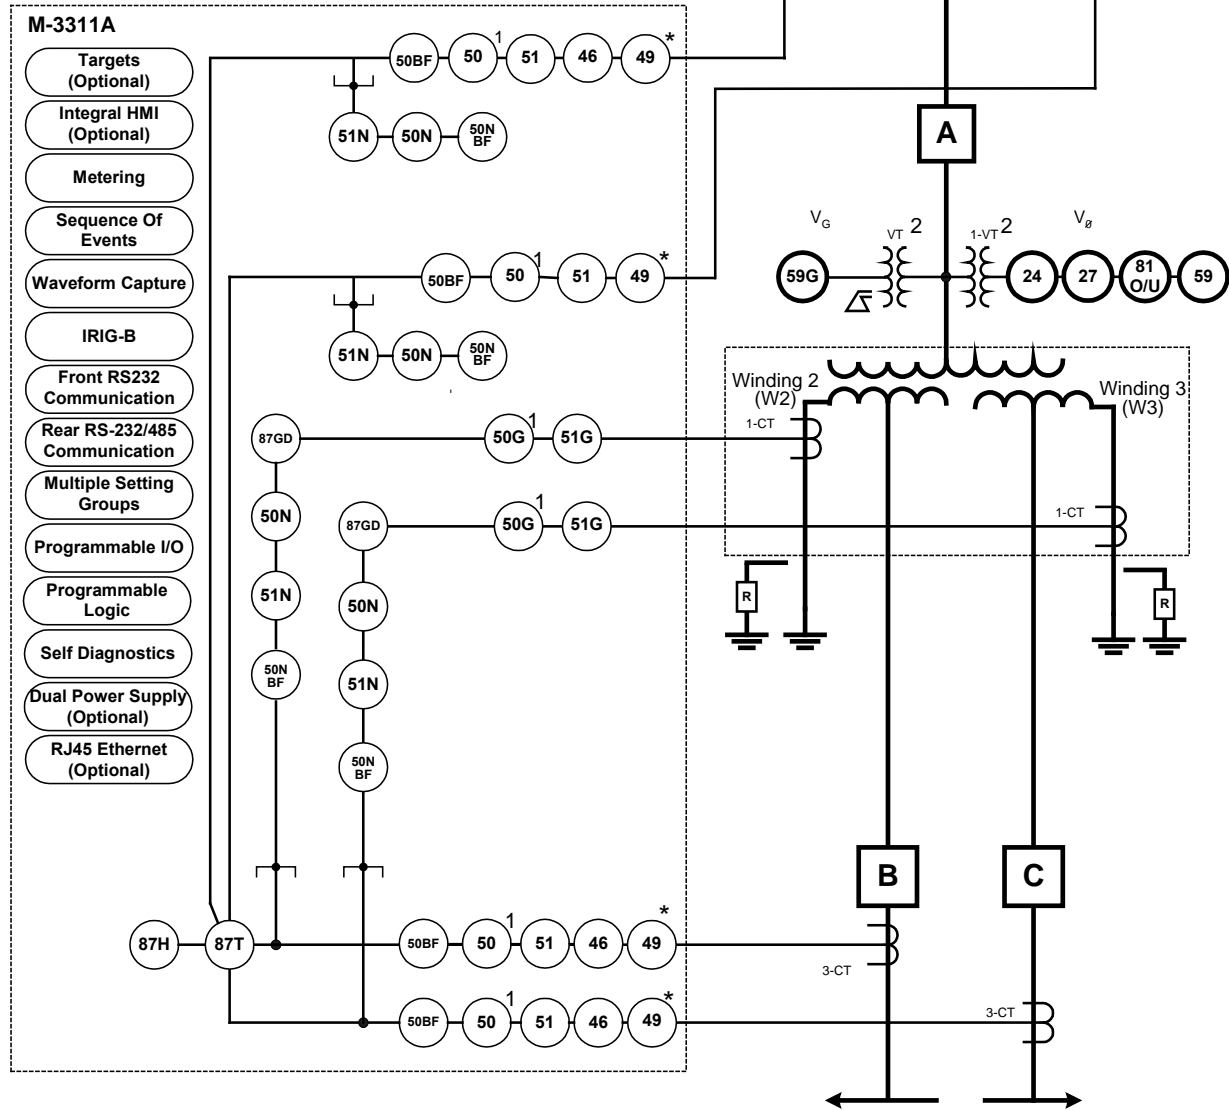 M-3311A
Targets
(Optional)
Integral HMI
(Optional)
Metering
Sequence Of
Events
Waveform Capture
IRIG-B
Front RS232
Communication
Rear RS-232/485
Communication
Multiple Setting
Groups
Programmable I/O
Programmable
Logic
Self Diagnostics
Dual Power Supply
(Optional)
RJ45 Ethernet
(Optional)
50BF 50 1 51 46 49 *
51N 50N 50N
BF
A
50BF 50 1 51 49 *
51N 50N 50N
BF
VG VT 2 1-VT 2 Vø
59G 24 27 81
O/U 59
Winding 2
(W2)
Winding 3
(W3)
87GD 50G 1 51G 1-CT
50N
51N
50N
BF
87GD 50G 1 51G 1-CT
50N
51N
50N
BF
R
R
B
C
87H 87T 50BF 50 1 51 46 49 *
3-CT
50BF 50 1 51 46 49 *
3-CT